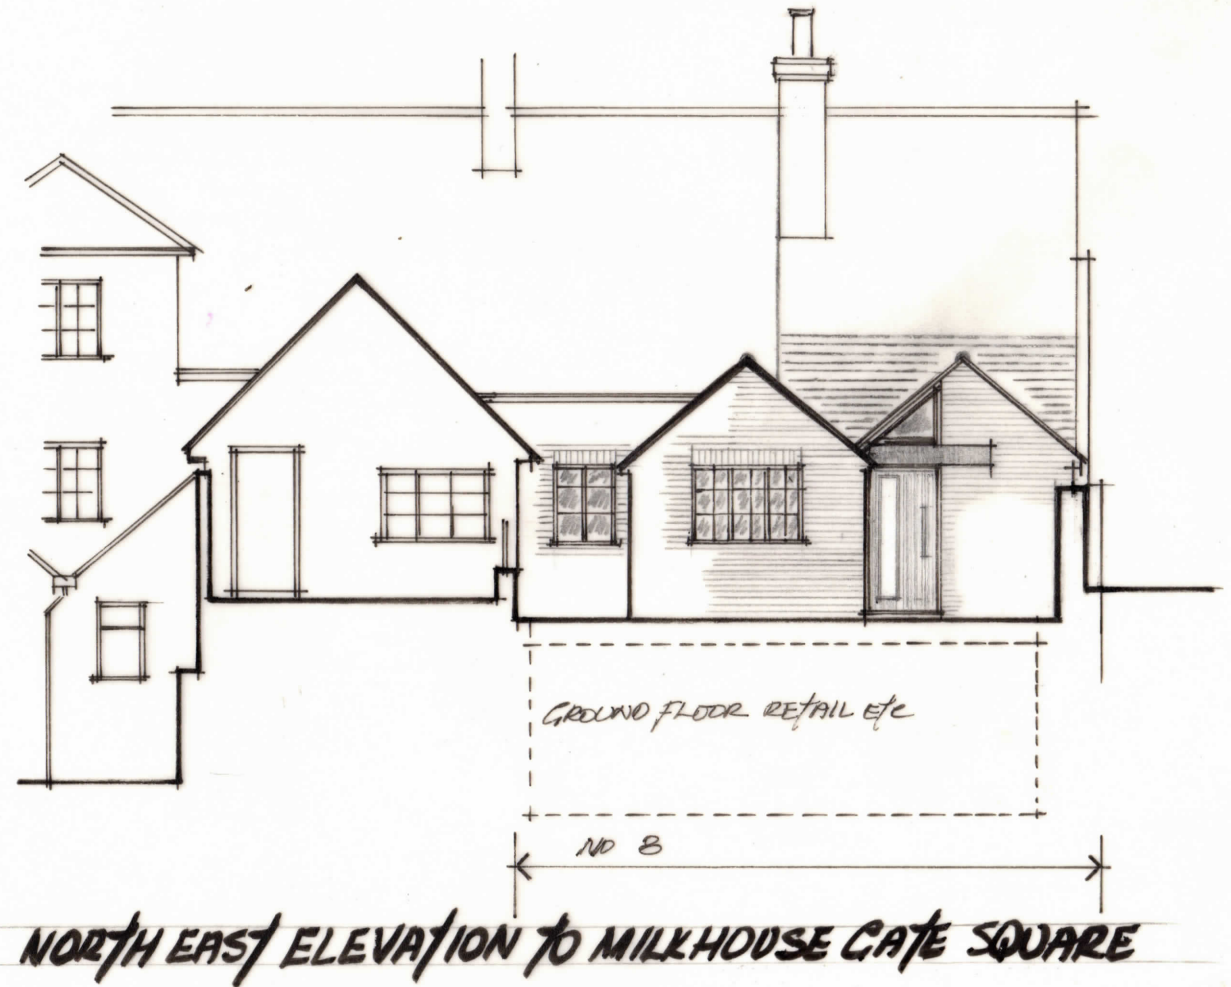 GROUND FLOOR RETAIL ETC
NO 8
NORTH EAST ELEVATION TO MILKHOUSE GATE SQUARE